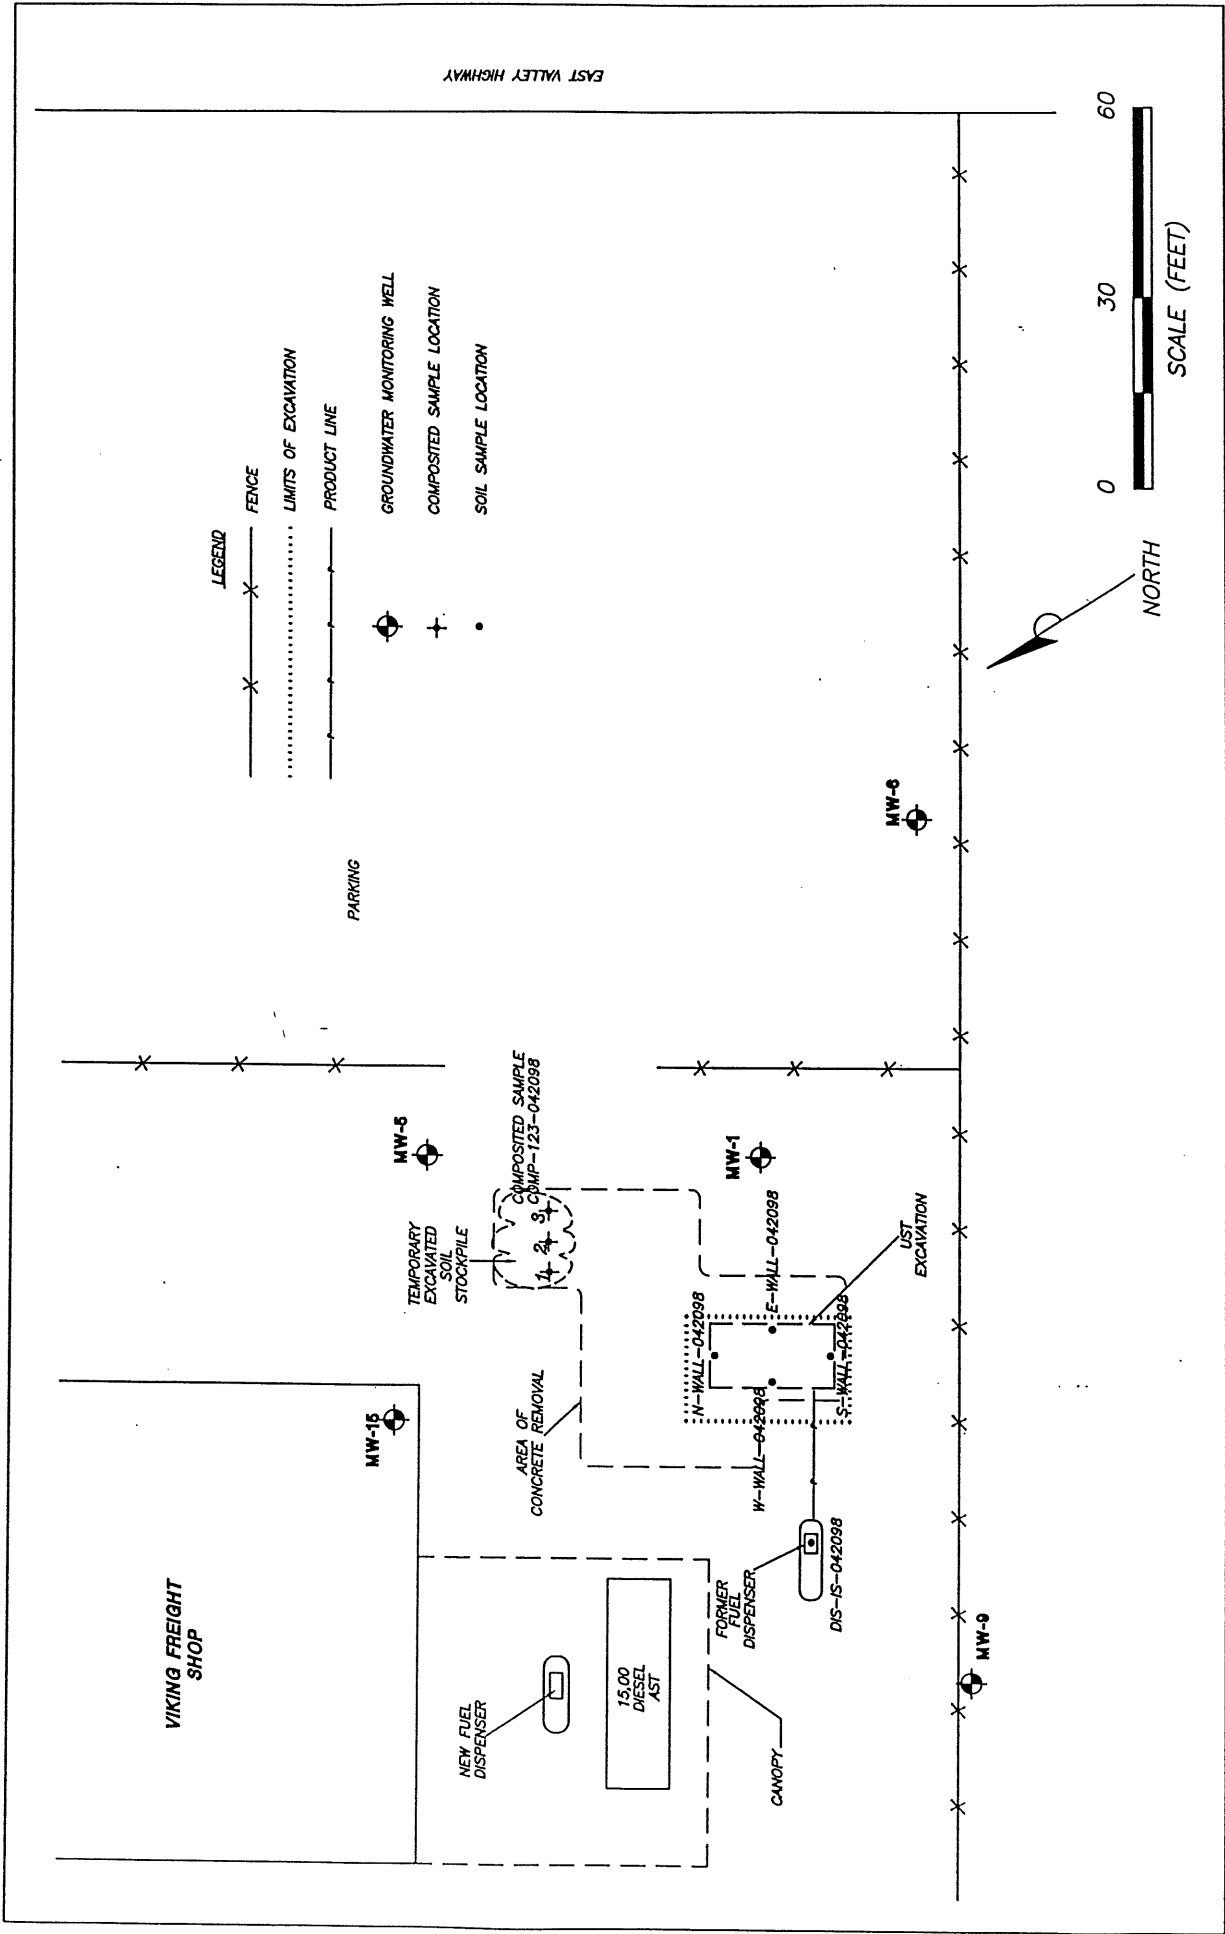 EAST VALLEY HIGHWAY
LEGEND
FENCE
LIMITS OF EXCAVATION
PRODUCT LINE
GROUNDWATER MONITORING WELL
COMPOSITED SAMPLE LOCATION
SOIL SAMPLE LOCATION
PARKING
VIKING FREIGHT
SHOP
MW-15
MW-5
TEMPORARY
EXCAVATED
SOIL
STOCKPILE
COMPOSITED SAMPLE
COMP-123-042098
1
2
3
AREA OF
CONCRETE REMOVAL
NEW FUEL
DISPENSER
15,00
DIESEL
AST
CANOPY
FORMER
FUEL
DISPENSER
DIS-IS-042098
N-WALL-042098
W-WALL-042098
E-WALL-042098
S-WALL-042098
UST
EXCAVATION
MW-1
MW-6
MW-9
NORTH
0 30 60
SCALE (FEET)